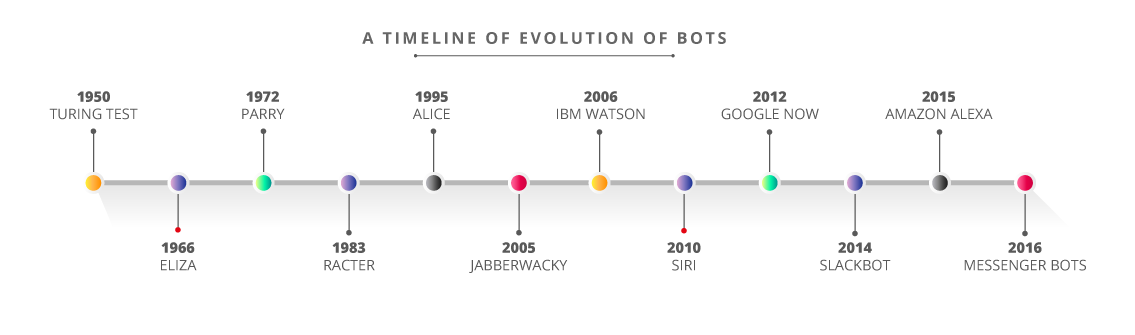 A TIMELINE OF EVOLUTION OF BOTS
1950
TURING TEST
1972
PARRY
1995
ALICE
2006
IBM WATSON
2012
GOOGLE NOW
2015
AMAZON ALEXA
1966
ELIZA
1983
RACTER
2005
JABBERWACKY
2010
SIRI
2014
SLACKBOT
2016
MESSENGER BOTS